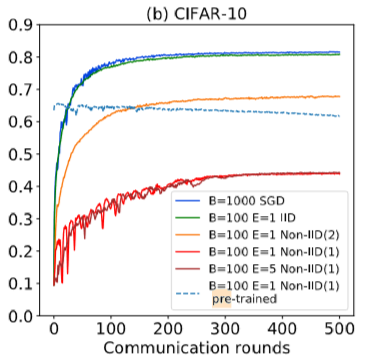 (b) CIFAR-10
0.9
0.8
0.7
0.6
0.5
0.4
0.3
0.2
0.1
0.0
B=1000 SGD
B=100 E=1 IID
B=100 E=1 Non-IID(2)
B=100 E=1 Non-IID(1)
B=100 E=5 Non-IID(1)
B=100 E=1 Non-IID(1)
pre-trained
0 100 200 300 400 500
Communication rounds